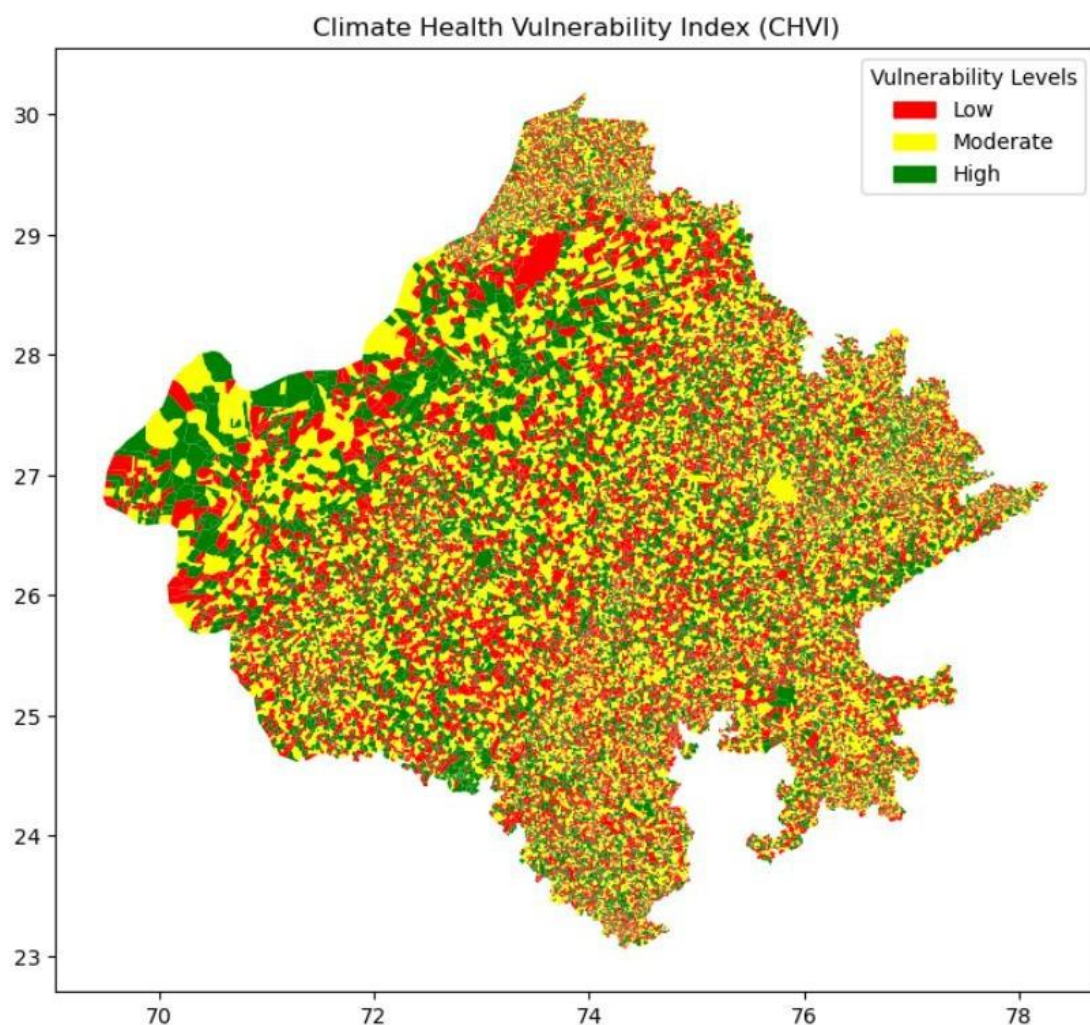 Climate Health Vulnerability Index (CHVI)
Vulnerability Levels
Low
Moderate
High
30
29
28
27
26
25
24
23
70 72 74 76 78